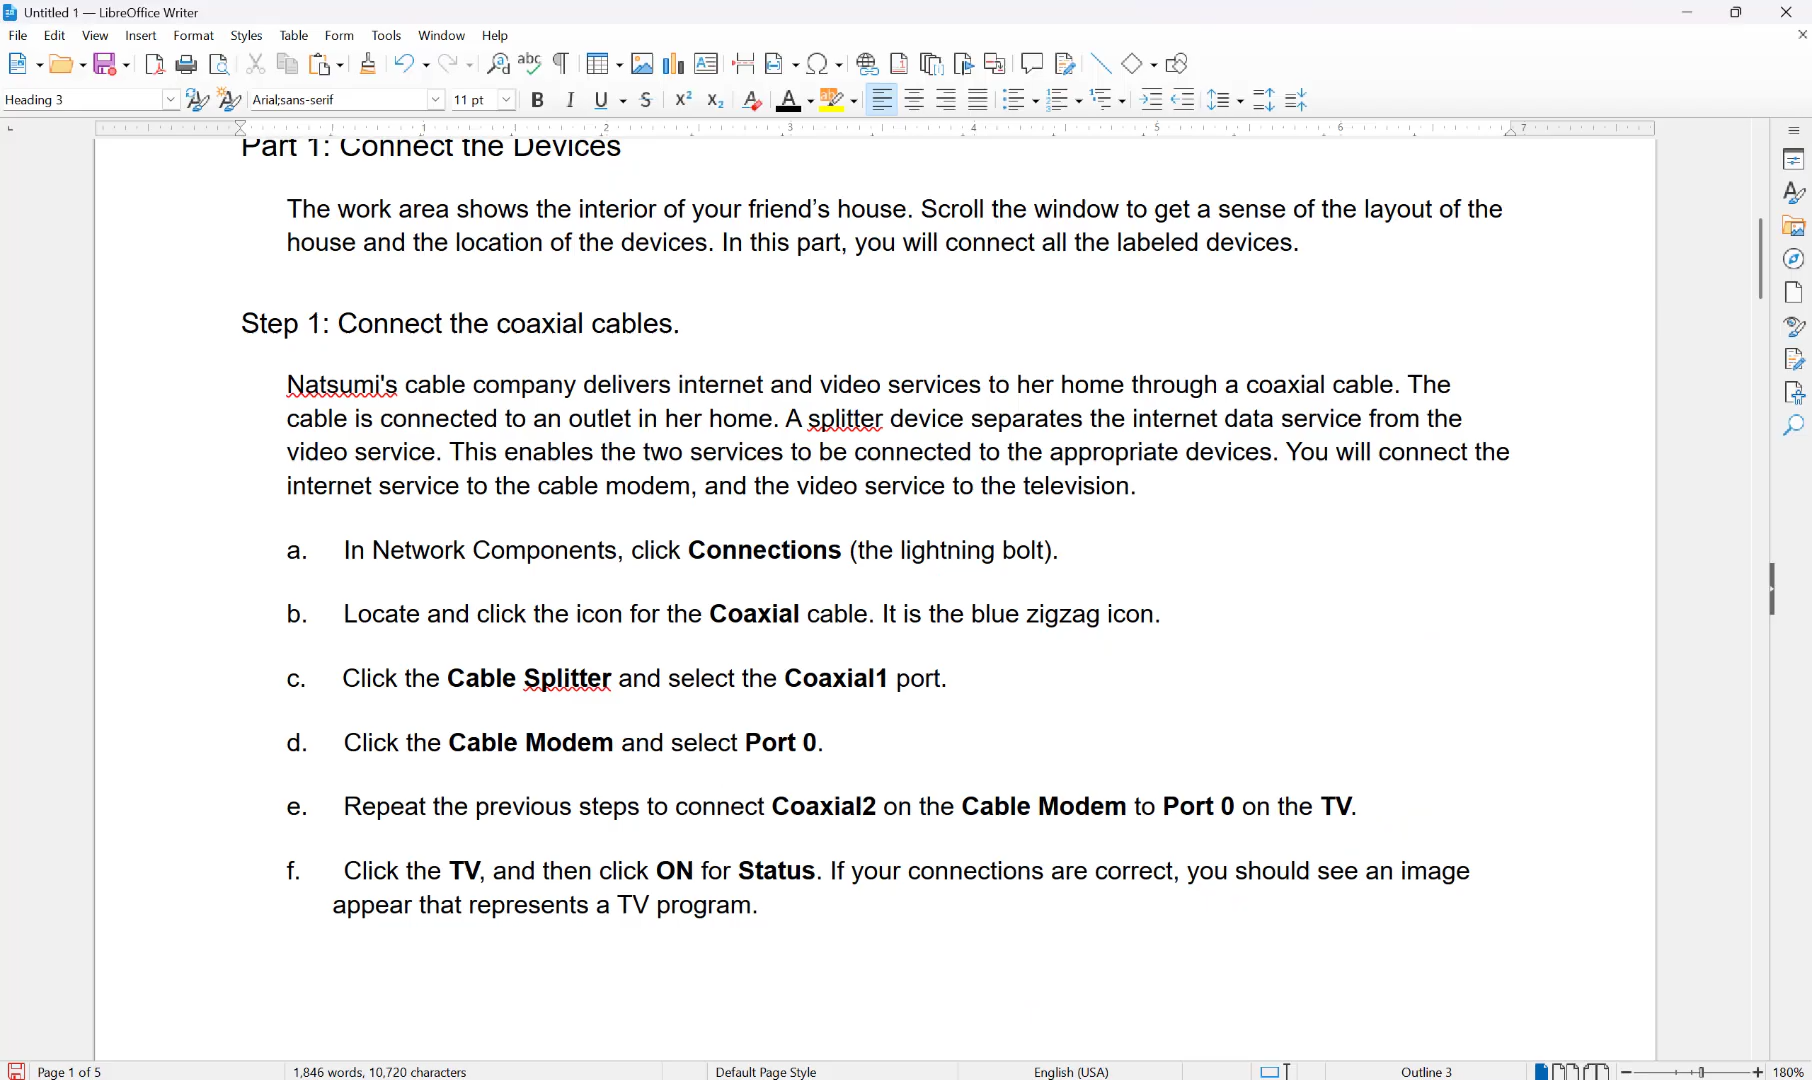 Untitled 1 — LibreOffice Writer
File Edit View Insert Format Styles Table Form Tools Window Help
Heading 3 Arial;sans-serif 11 pt
1 2 3 4 5 6 7
Part 1: Connect the Devices
The work area shows the interior of your friend’s house. Scroll the window to get a sense of the layout of the
house and the location of the devices. In this part, you will connect all the labeled devices.
Step 1: Connect the coaxial cables.
Natsumi's cable company delivers internet and video services to her home through a coaxial cable. The
cable is connected to an outlet in her home. A splitter device separates the internet data service from the
video service. This enables the two services to be connected to the appropriate devices. You will connect the
internet service to the cable modem, and the video service to the television.
a. In Network Components, click Connections (the lightning bolt).
b. Locate and click the icon for the Coaxial cable. It is the blue zigzag icon.
c. Click the Cable Splitter and select the Coaxial1 port.
d. Click the Cable Modem and select Port 0.
e. Repeat the previous steps to connect Coaxial2 on the Cable Modem to Port 0 on the TV.
f. Click the TV, and then click ON for Status. If your connections are correct, you should see an image
appear that represents a TV program.
Page 1 of 5 1,846 words, 10,720 characters Default Page Style English (USA) Outline 3 180%